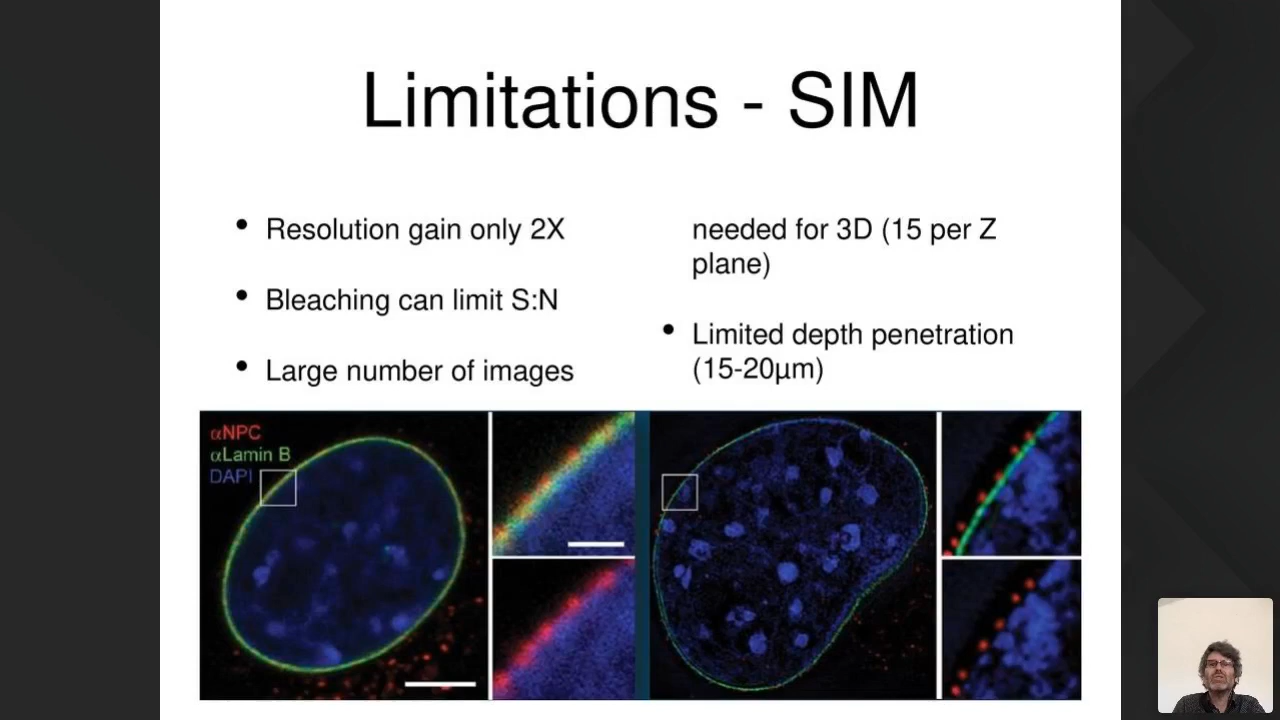 Limitations - SIM
• Resolution gain only 2X
• Bleaching can limit S:N
• Large number of images
needed for 3D (15 per Z
plane)
• Limited depth penetration
(15-20µm)
αNPC
αLamin B
DAPI